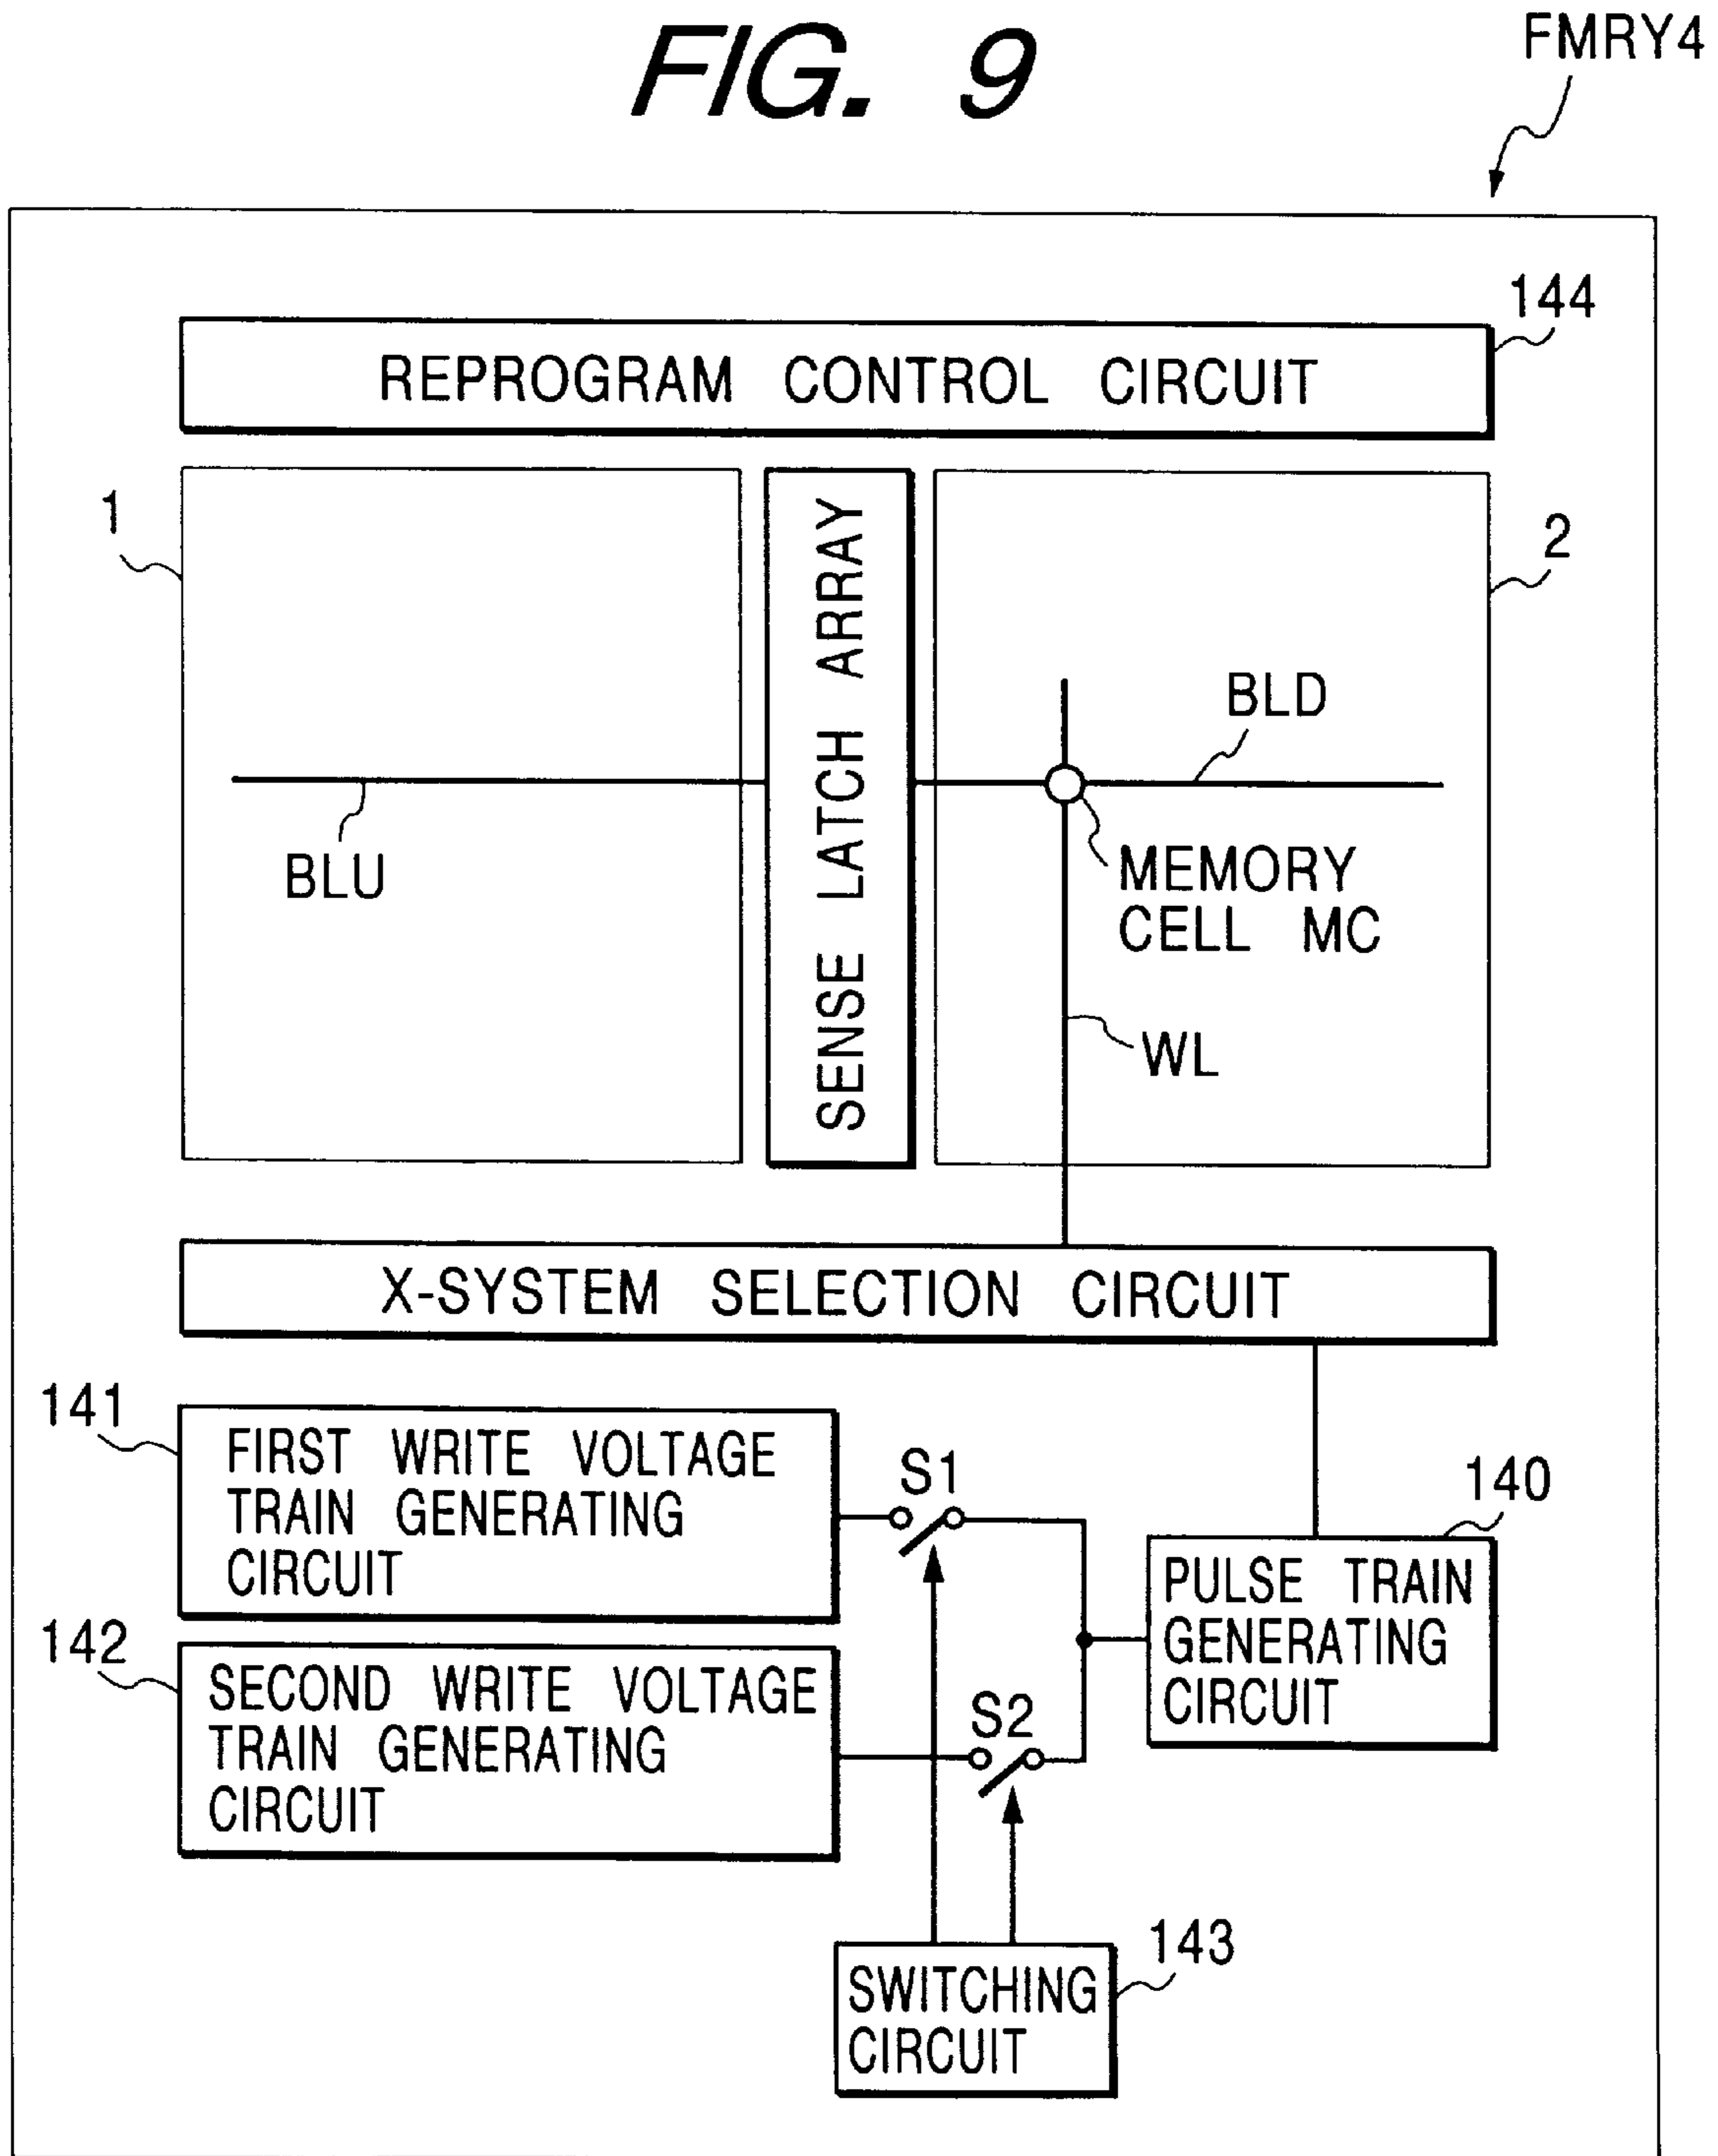 FIG. 9
FMRY4
144
REPROGRAM CONTROL CIRCUIT
1
2
SENSE LATCH ARRAY
BLD
BLU
MEMORY
CELL MC
WL
X-SYSTEM SELECTION CIRCUIT
141
FIRST WRITE VOLTAGE
TRAIN GENERATING
CIRCUIT
S1
140
PULSE TRAIN
GENERATING
CIRCUIT
142
SECOND WRITE VOLTAGE
TRAIN GENERATING
CIRCUIT
S2
143
SWITCHING
CIRCUIT